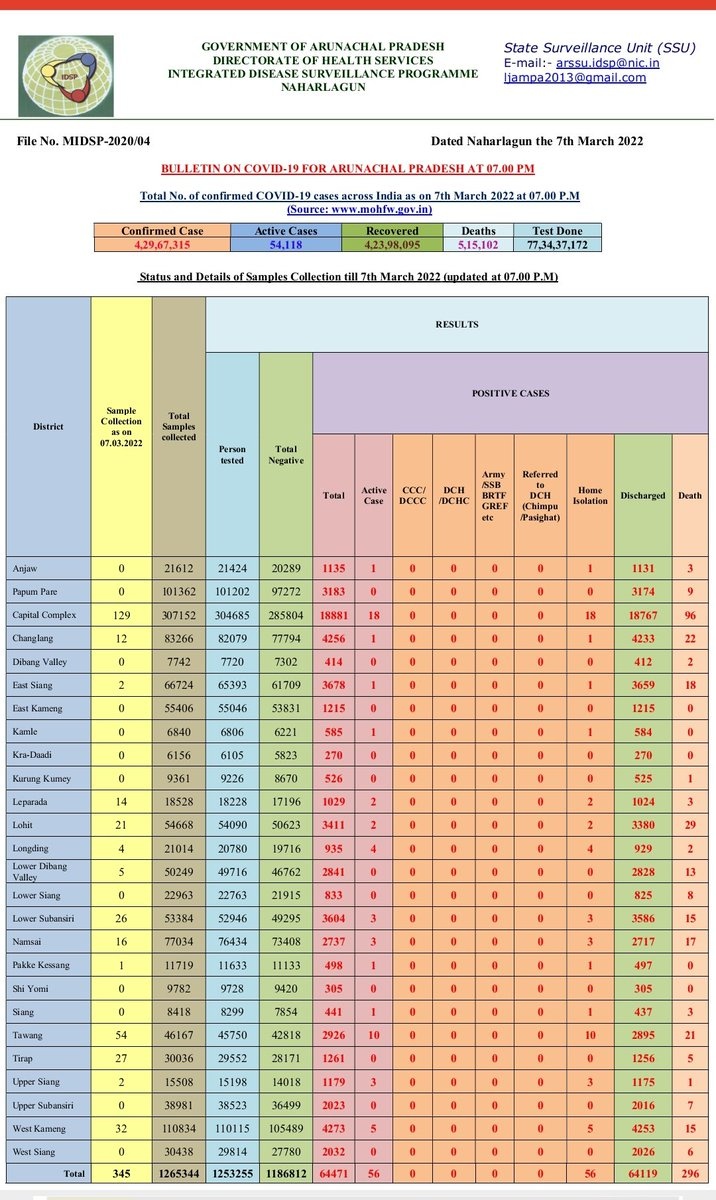 IDSP
GOVERNMENT OF ARUNACHAL PRADESH
DIRECTORATE OF HEALTH SERVICES
INTEGRATED DISEASE SURVEILLANCE PROGRAMME
NAHARLAGUN
State Surveillance Unit (SSU)
E-mail:- arssu.idsp@nic.in
ljampa2013@gmail.com
File No. MIDSP-2020/04 Dated Naharlagun the 7th March 2022
BULLETIN ON COVID-19 FOR ARUNACHAL PRADESH AT 07.00 PM
Total No. of confirmed COVID-19 cases across India as on 7th March 2022 at 07.00 P.M
(Source: www.mohfw.gov.in)
Confirmed Case Active Cases Recovered Deaths Test Done
4,29,67,315 54,118 4,23,98,095 5,15,102 77,34,37,172
Status and Details of Samples Collection till 7th March 2022 (updated at 07.00 P.M)
District
Sample
Collection
as on
07.03.2022
Total
Samples
collected
RESULTS
Person
tested
Total
Negative
POSITIVE CASES
Total
Active
Case
CCC/
DCCC
DCH
/DCHC
Army
/SSB
BRTF
GREF
etc
Referred
to
DCH
(Chimpu
/Pasighat)
Home
Isolation
Discharged
Death
Anjaw 0 21612 21424 20289 1135 1 0 0 0 0 1 1131 3
Papum Pare 0 101362 101202 97272 3183 0 0 0 0 0 0 3174 9
Capital Complex 129 307152 304685 285804 18881 18 0 0 0 0 18 18767 96
Changlang 12 83266 82079 77794 4256 1 0 0 0 0 1 4233 22
Dibang Valley 0 7742 7720 7302 414 0 0 0 0 0 0 412 2
East Siang 2 66724 65393 61709 3678 1 0 0 0 0 1 3659 18
East Kameng 0 55406 55046 53831 1215 0 0 0 0 0 0 1215 0
Kamle 0 6840 6806 6221 585 1 0 0 0 0 1 584 0
Kra-Daadi 0 6156 6105 5823 270 0 0 0 0 0 0 270 0
Kurung Kumey 0 9361 9226 8670 526 0 0 0 0 0 0 525 1
Leparada 14 18528 18228 17196 1029 2 0 0 0 0 2 1024 3
Lohit 21 54668 54090 50623 3411 2 0 0 0 0 2 3380 29
Longding 4 21014 20780 19716 935 4 0 0 0 0 4 929 2
Lower Dibang
Valley 5 50249 49716 46762 2841 0 0 0 0 0 0 2828 13
Lower Siang 0 22963 22763 21915 833 0 0 0 0 0 0 825 8
Lower Subansiri 26 53384 52946 49295 3604 3 0 0 0 0 3 3586 15
Namsai 16 77034 76434 73408 2737 3 0 0 0 0 3 2717 17
Pakke Kessang 1 11719 11633 11133 498 1 0 0 0 0 1 497 0
Shi Yomi 0 9782 9728 9420 305 0 0 0 0 0 0 305 0
Siang 0 8418 8299 7854 441 1 0 0 0 0 1 437 3
Tawang 54 46167 45750 42818 2926 10 0 0 0 0 10 2895 21
Tirap 27 30036 29552 28171 1261 0 0 0 0 0 0 1256 5
Upper Siang 2 15508 15198 14018 1179 3 0 0 0 0 3 1175 1
Upper Subansiri 0 38981 38523 36499 2023 0 0 0 0 0 0 2016 7
West Kameng 32 110834 110115 105489 4273 5 0 0 0 0 5 4253 15
West Siang 0 30438 29814 27780 2032 0 0 0 0 0 0 2026 6
Total 345 1265344 1253255 1186812 64471 56 0 0 0 0 56 64119 296